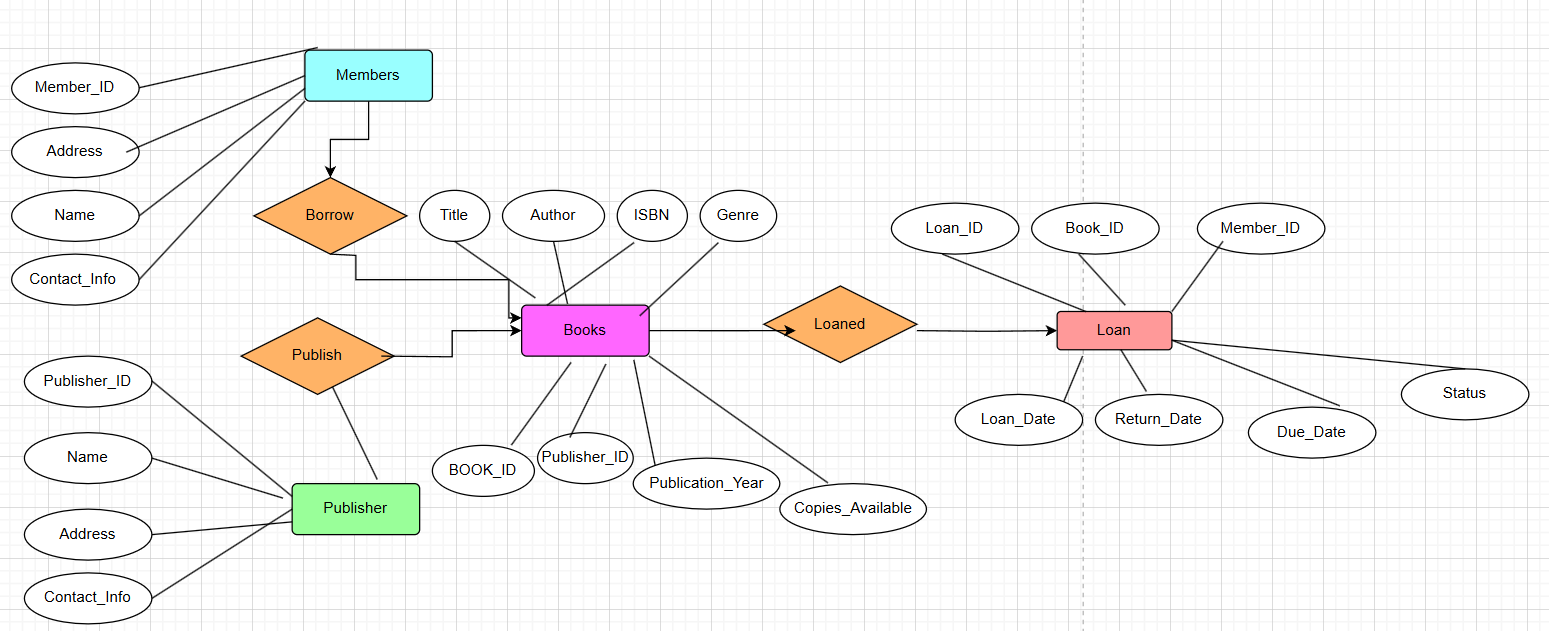 Members
Member_ID
Address
Name
Contact_Info
Borrow
Title
Author
ISBN
Genre
Loan_ID
Book_ID
Member_ID
Books
Loaned
Loan
Publish
Publisher_ID
Name
Address
Contact_Info
Publisher
BOOK_ID
Publisher_ID
Publication_Year
Copies_Available
Loan_Date
Return_Date
Due_Date
Status